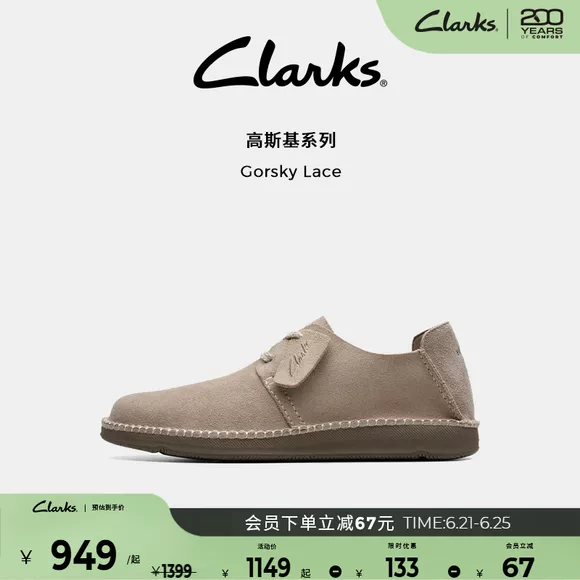 Clarks® 200 YEARS OF COMFORT
Clarks®
高斯基系列
Gorsky Lace
Clarks
Clarks® 预估到手价
会员下单立减67元 TIME:6.21-6.25
活动价 限时优惠 会员立减
¥ 949 /起 ¥1399 ¥ 1149 起 ¥ 133 ¥ 67